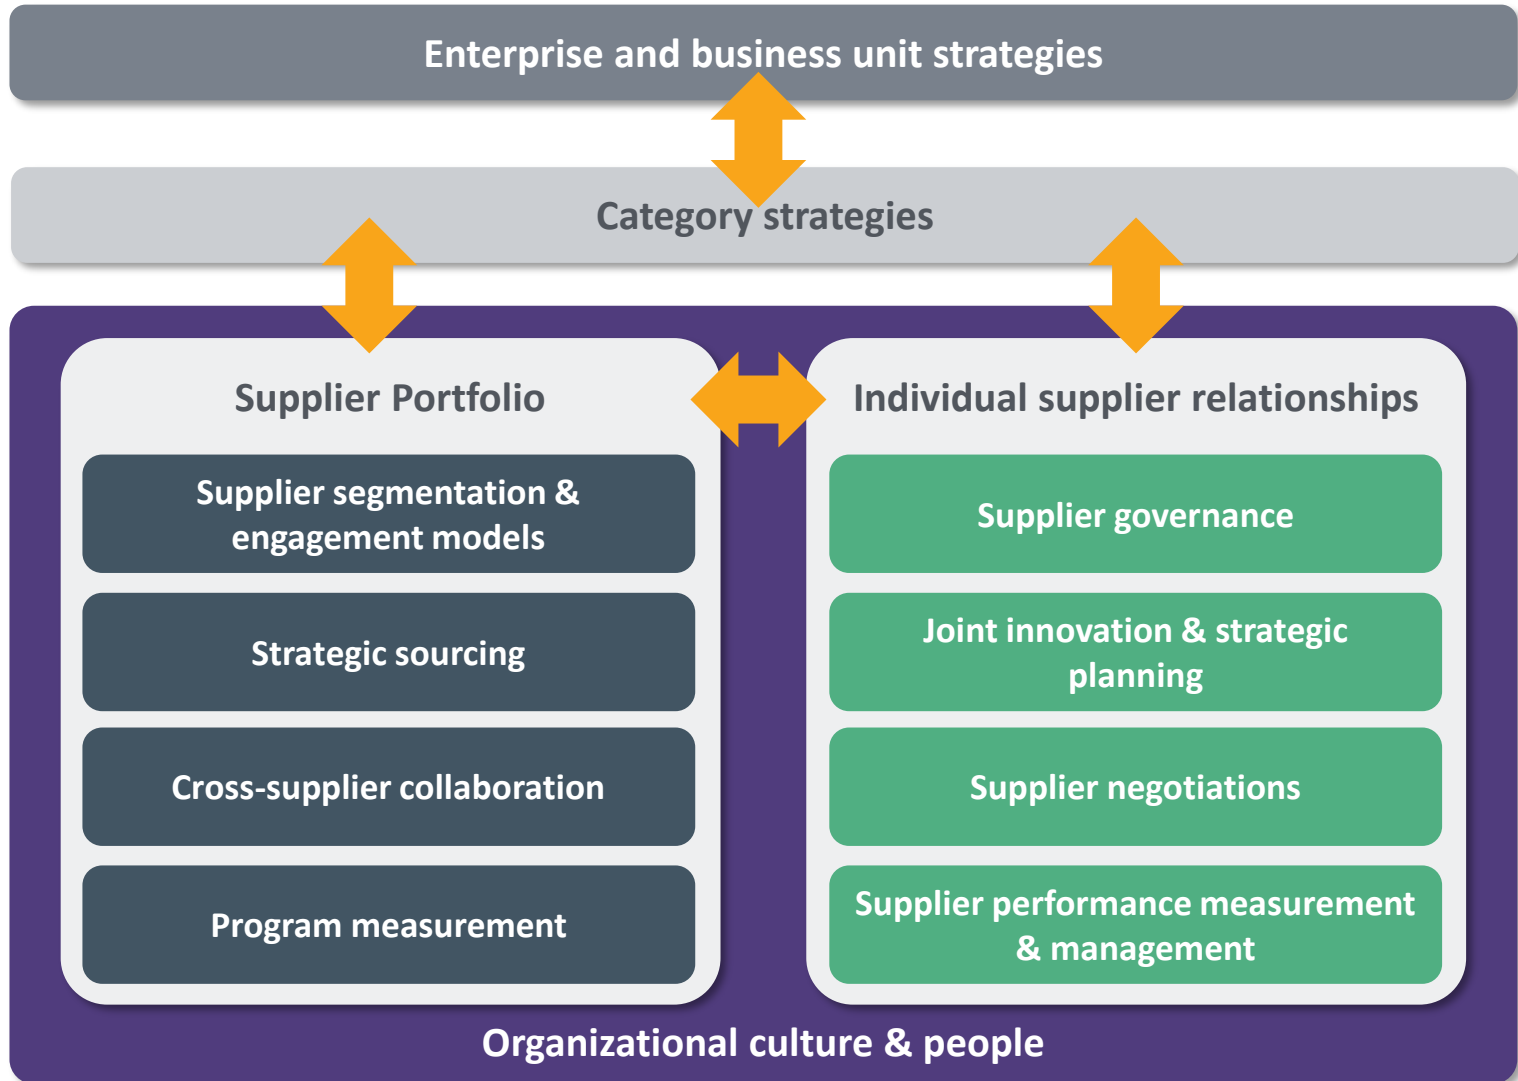 Enterprise and business unit strategies
Category strategies
Supplier Portfolio
Supplier segmentation &
engagement models
Strategic sourcing
Cross-supplier collaboration
Program measurement
Individual supplier relationships
Supplier governance
Joint innovation & strategic
planning
Supplier negotiations
Supplier performance measurement
& management
Organizational culture & people